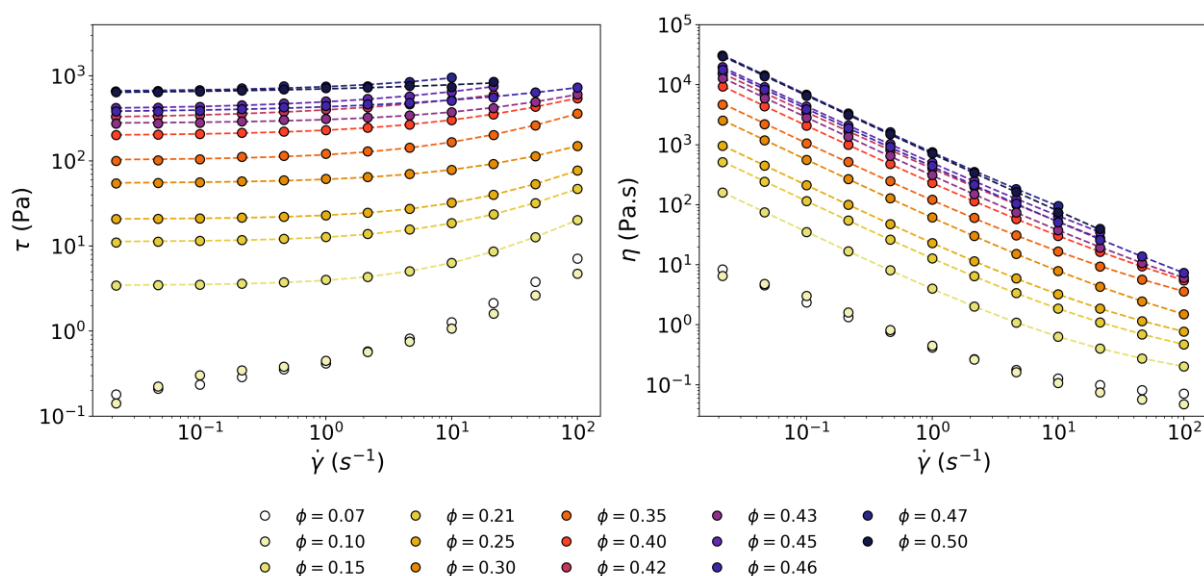 τ (Pa)
10³
10²
10¹
10⁰
10⁻¹
10⁻¹ 10⁰ 10¹ 10²
γ̇ (s⁻¹)
η (Pa.s)
10⁵
10⁴
10³
10²
10¹
10⁰
10⁻¹
10⁻¹ 10⁰ 10¹ 10²
γ̇ (s⁻¹)
ϕ = 0.07 ϕ = 0.21 ϕ = 0.35 ϕ = 0.43 ϕ = 0.47
ϕ = 0.10 ϕ = 0.25 ϕ = 0.40 ϕ = 0.45 ϕ = 0.50
ϕ = 0.15 ϕ = 0.30 ϕ = 0.42 ϕ = 0.46